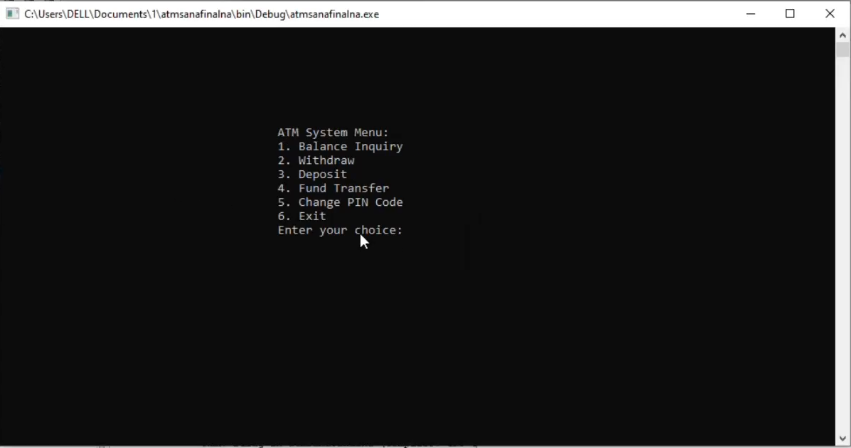 C:\Users\DELL\Documents\1\atmsanafinalna\bin\Debug\atmsanafinalna.exe
ATM System Menu:
1. Balance Inquiry
2. Withdraw
3. Deposit
4. Fund Transfer
5. Change PIN Code
6. Exit
Enter your choice: